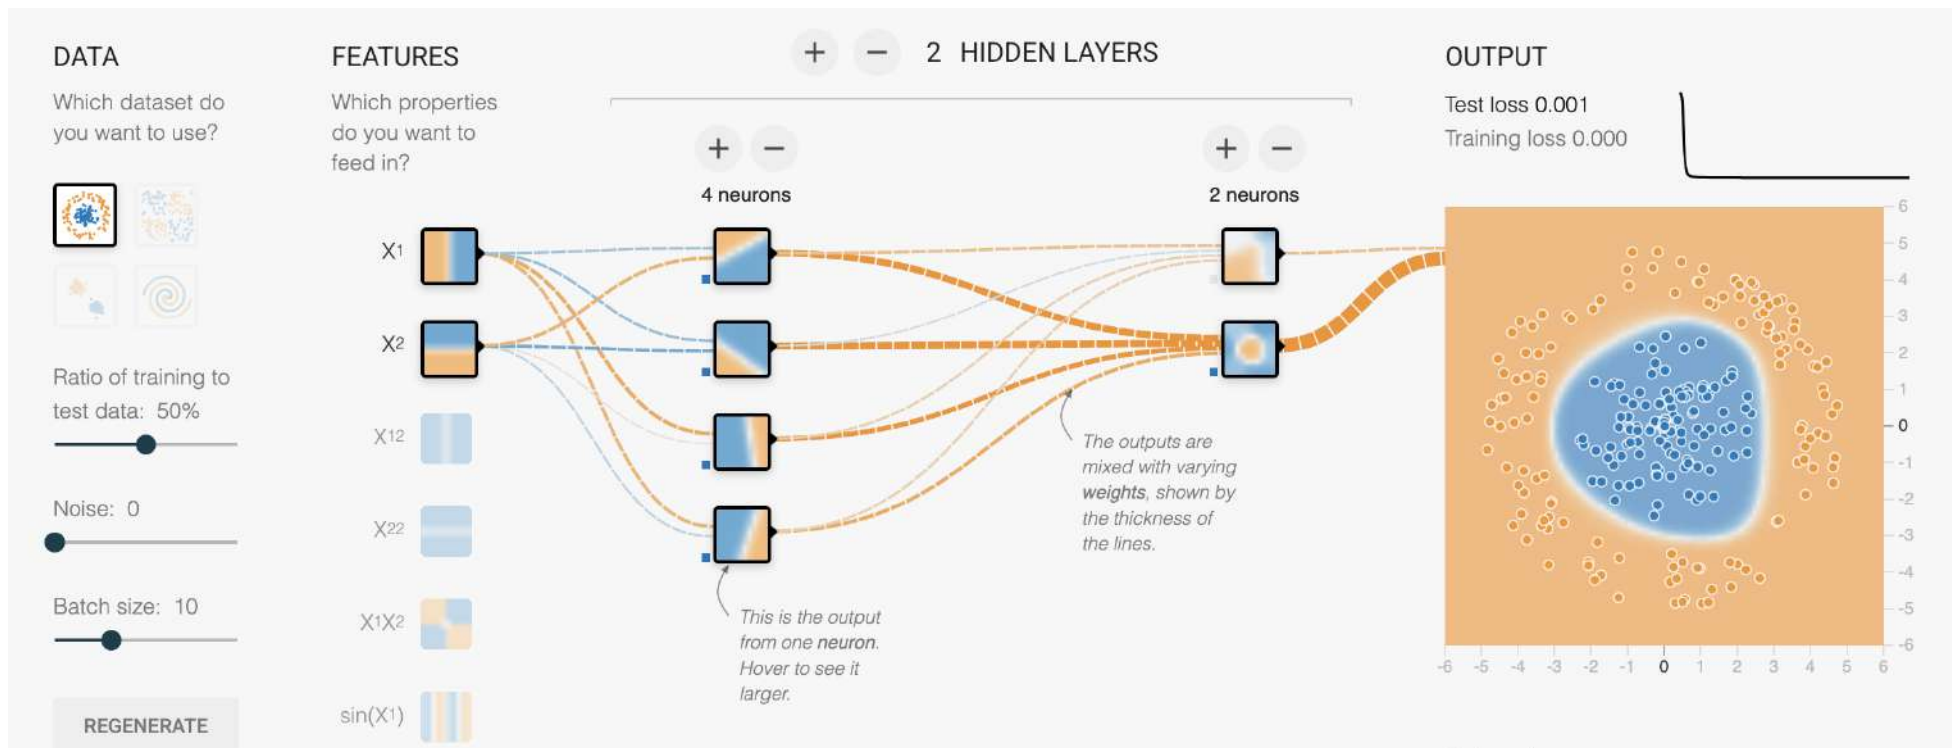 DATA
Which dataset do
you want to use?
Ratio of training to
test data: 50%
Noise: 0
Batch size: 10
REGENERATE
FEATURES
Which properties
do you want to
feed in?
X1
X2
X12
X22
X1X2
sin(X1)
+ − 2 HIDDEN LAYERS
+ −
4 neurons
+ −
2 neurons
This is the output
from one neuron.
Hover to see it
larger.
The outputs are
mixed with varying
weights, shown by
the thickness of
the lines.
OUTPUT
Test loss 0.001
Training loss 0.000
6
5
4
3
2
1
0
-1
-2
-3
-4
-5
-6
-6 -5 -4 -3 -2 -1 0 1 2 3 4 5 6